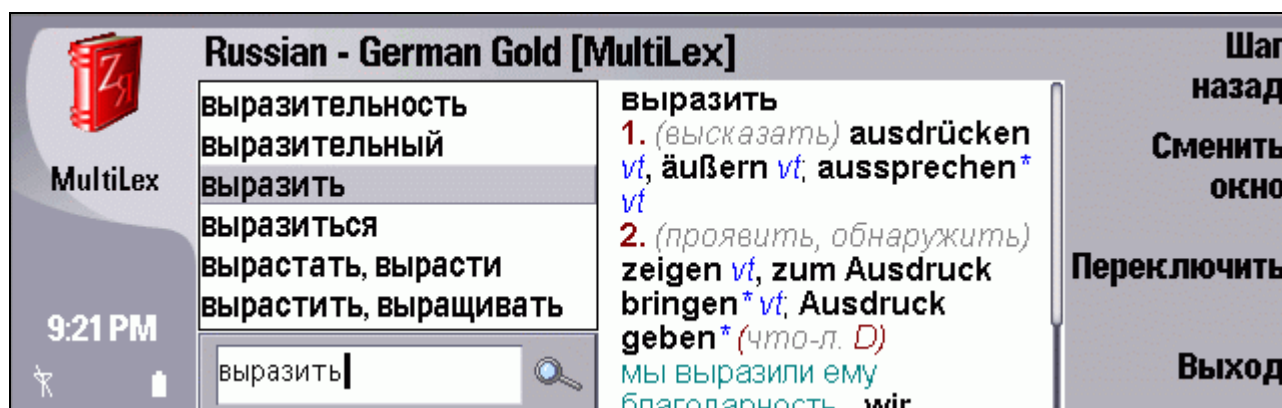 Russian - German Gold [MultiLex]
MultiLex
9:21 PM
выразительность
выразительный
выразить
выразиться
вырастать, вырасти
вырастить, выращивать
выразить
выразить
1. (высказать) ausdrücken
vt, äußern vt; aussprechen*
vt
2. (проявить, обнаружить)
zeigen vt, zum Ausdruck
bringen* vt; Ausdruck
geben* (что-л. D)
мы выразили ему
благодарность wir
Шаг
назад
Сменить
окно
Переключить
Выход